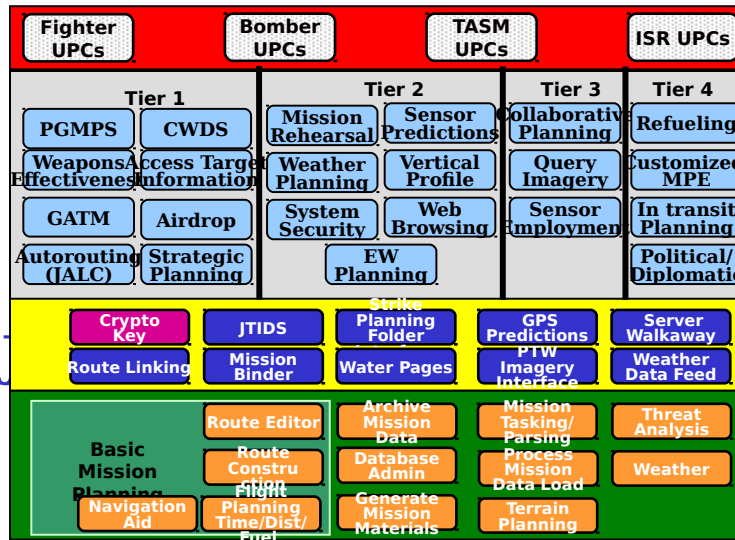 Fighter
UPCs
Bomber
UPCs
TASM
UPCs
ISR UPCs
Tier 1
Tier 2
Tier 3
Tier 4
PGMPS
CWDS
Mission
Rehearsal
Sensor
Predictions
Collaborative
Planning
Refueling
Weapons
Effectiveness
Access Target
Information
Weather
Planning
Vertical
Profile
Query
Imagery
Customized
MPE
GATM
Airdrop
System
Security
Web
Browsing
Sensor
Employment
In transit
Planning
Autorouting
(JALC)
Strategic
Planning
EW
Planning
Political/
Diplomatic
Crypto
Key
JTIDS
Strike
Planning
Folder
GPS
Predictions
Server
Walkaway
Route Linking
Mission
Binder
Water Pages
PTW
Imagery
Interface
Weather
Data Feed
Basic
Mission
Planning
Route Editor
Archive
Mission
Data
Mission
Tasking/
Parsing
Threat
Analysis
Route
Constru
ction
Database
Admin
Process
Mission
Data Load
Weather
Navigation
Aid
Flight
Planning
Time/Dist/
Fuel
Generate
Mission
Materials
Terrain
Planning